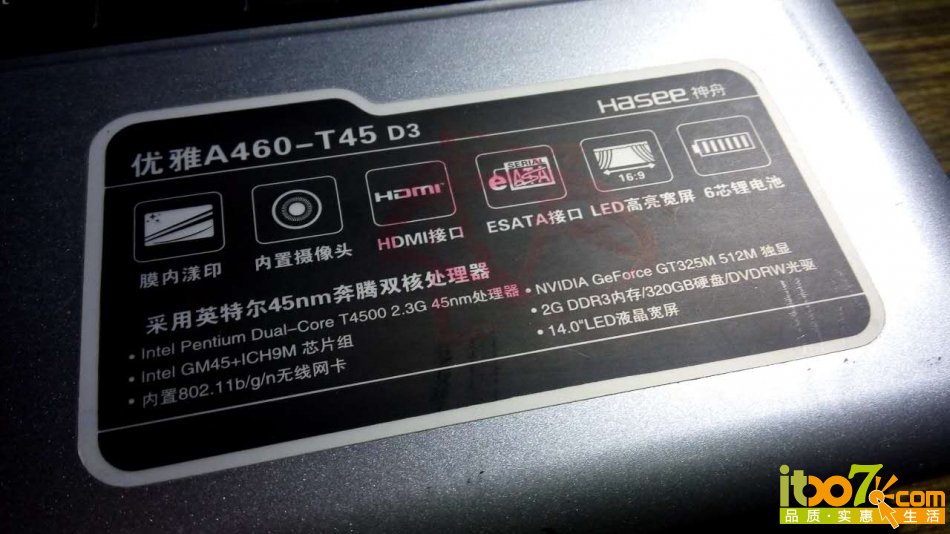 Hasee 神舟
优雅A460-T45 D3
HDMI
SERIAL
eSATA
16:9
膜内漾印
内置摄像头
HDMI接口
ESATA接口
LED高亮宽屏
6芯锂电池
采用英特尔45nm奔腾双核处理器
• Intel Pentium Dual-Core T4500 2.3G 45nm处理器
• Intel GM45+ICH9M 芯片组
• 内置802.11b/g/n无线网卡
• NVIDIA GeForce GT325M 512M 独显
• 2G DDR3内存/320GB硬盘/DVDRW光驱
• 14.0"LED液晶宽屏
itbo7.com
品质·实惠·生活